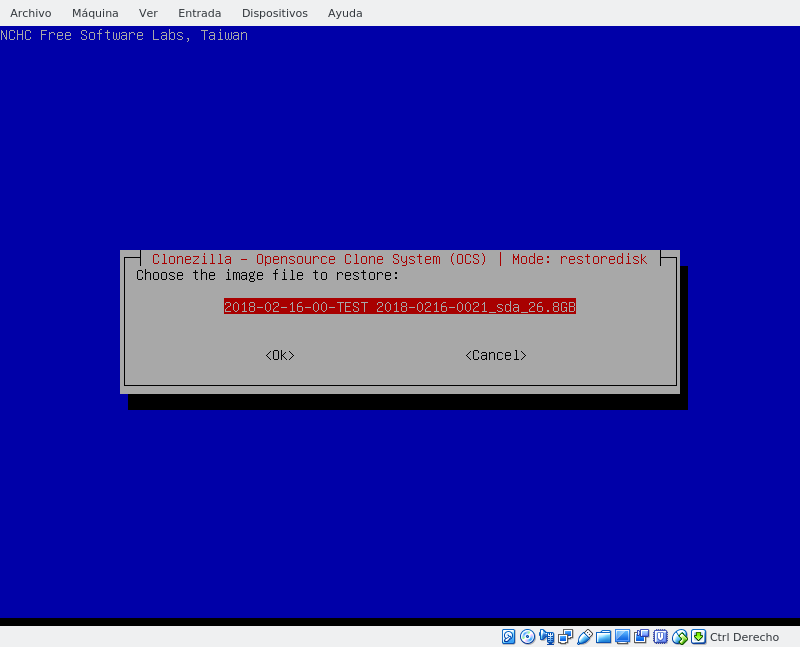 Archivo Máquina Ver Entrada Dispositivos Ayuda
NCHC Free Software Labs, Taiwan
Clonezilla - Opensource Clone System (OCS) | Mode: restoredisk
Choose the image file to restore:
2018-02-16-00-TEST 2018-0216-0021_sda_26.8GB
<Ok> <Cancel>
Ctrl Derecho